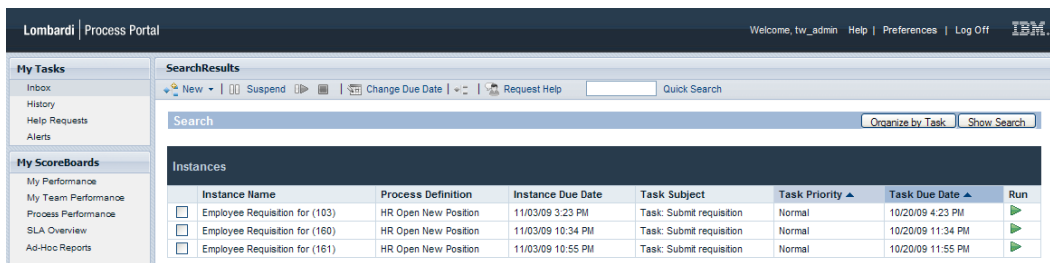 Lombardi | Process Portal
Welcome, tw_admin Help | Preferences | Log Off IBM.
My Tasks
Inbox
History
Help Requests
Alerts
My ScoreBoards
My Performance
My Team Performance
Process Performance
SLA Overview
Ad-Hoc Reports
SearchResults
New Suspend Change Due Date Request Help Quick Search
Search Organize by Task Show Search
Instances
Instance Name Process Definition Instance Due Date Task Subject Task Priority Task Due Date Run
Employee Requisition for (103) HR Open New Position 11/03/09 3:23 PM Task: Submit requisition Normal 10/20/09 4:23 PM
Employee Requisition for (160) HR Open New Position 11/03/09 10:34 PM Task: Submit requisition Normal 10/20/09 11:34 PM
Employee Requisition for (161) HR Open New Position 11/03/09 10:55 PM Task: Submit requisition Normal 10/20/09 11:55 PM